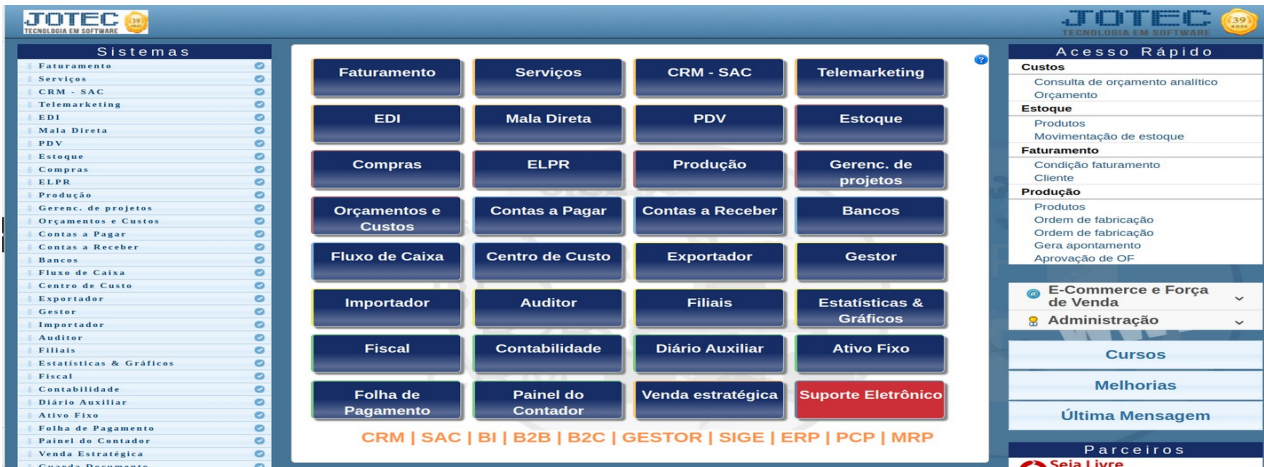 JOTEC
39
TECNOLOGIA EM SOFTWARE
JOTEC
39
ANOS
TECNOLOGIA EM SOFTWARE
Sistemas
Faturamento
Serviços
CRM - SAC
Telemarketing
EDI
Mala Direta
PDV
Estoque
Compras
ELPR
Produção
Gerenc. de projetos
Orçamentos e Custos
Contas a Pagar
Contas a Receber
Bancos
Fluxo de Caixa
Centro de Custo
Exportador
Gestor
Importador
Auditor
Filiais
Estatísticas & Gráficos
Fiscal
Contabilidade
Diário Auxiliar
Ativo Fixo
Folha de Pagamento
Painel do Contador
Venda Estratégica
Guarda Documento
Faturamento
Serviços
CRM - SAC
Telemarketing
EDI
Mala Direta
PDV
Estoque
Compras
ELPR
Produção
Gerenc. de
projetos
Orçamentos e
Custos
Contas a Pagar
Contas a Receber
Bancos
Fluxo de Caixa
Centro de Custo
Exportador
Gestor
Importador
Auditor
Filiais
Estatísticas &
Gráficos
Fiscal
Contabilidade
Diário Auxiliar
Ativo Fixo
Folha de
Pagamento
Painel do
Contador
Venda estratégica
Suporte Eletrônico
CRM | SAC | BI | B2B | B2C | GESTOR | SIGE | ERP | PCP | MRP
Acesso Rápido
Custos
Consulta de orçamento analítico
Orçamento
Estoque
Produtos
Movimentação de estoque
Faturamento
Condição faturamento
Cliente
Produção
Produtos
Ordem de fabricação
Ordem de fabricação
Gera apontamento
Aprovação de OF
E-Commerce e Força
de Venda
Administração
Cursos
Melhorias
Última Mensagem
Parceiros
Seja Livre